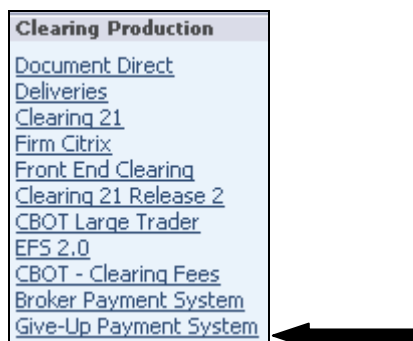 Clearing Production
Document Direct
Deliveries
Clearing 21
Firm Citrix
Front End Clearing
Clearing 21 Release 2
CBOT Large Trader
EFS 2.0
CBOT - Clearing Fees
Broker Payment System
Give-Up Payment System